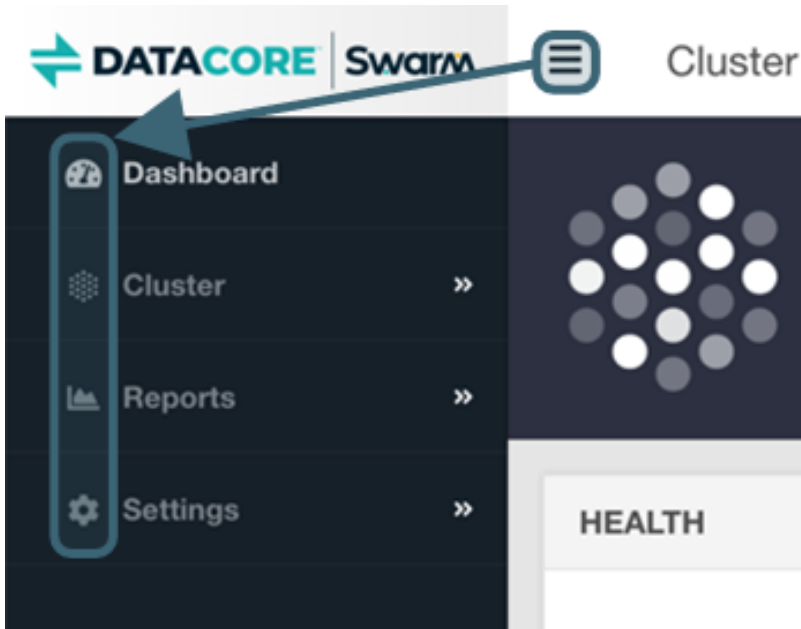 DATACORE Swarm Cluster
Dashboard
Cluster »
Reports »
Settings »
HEALTH